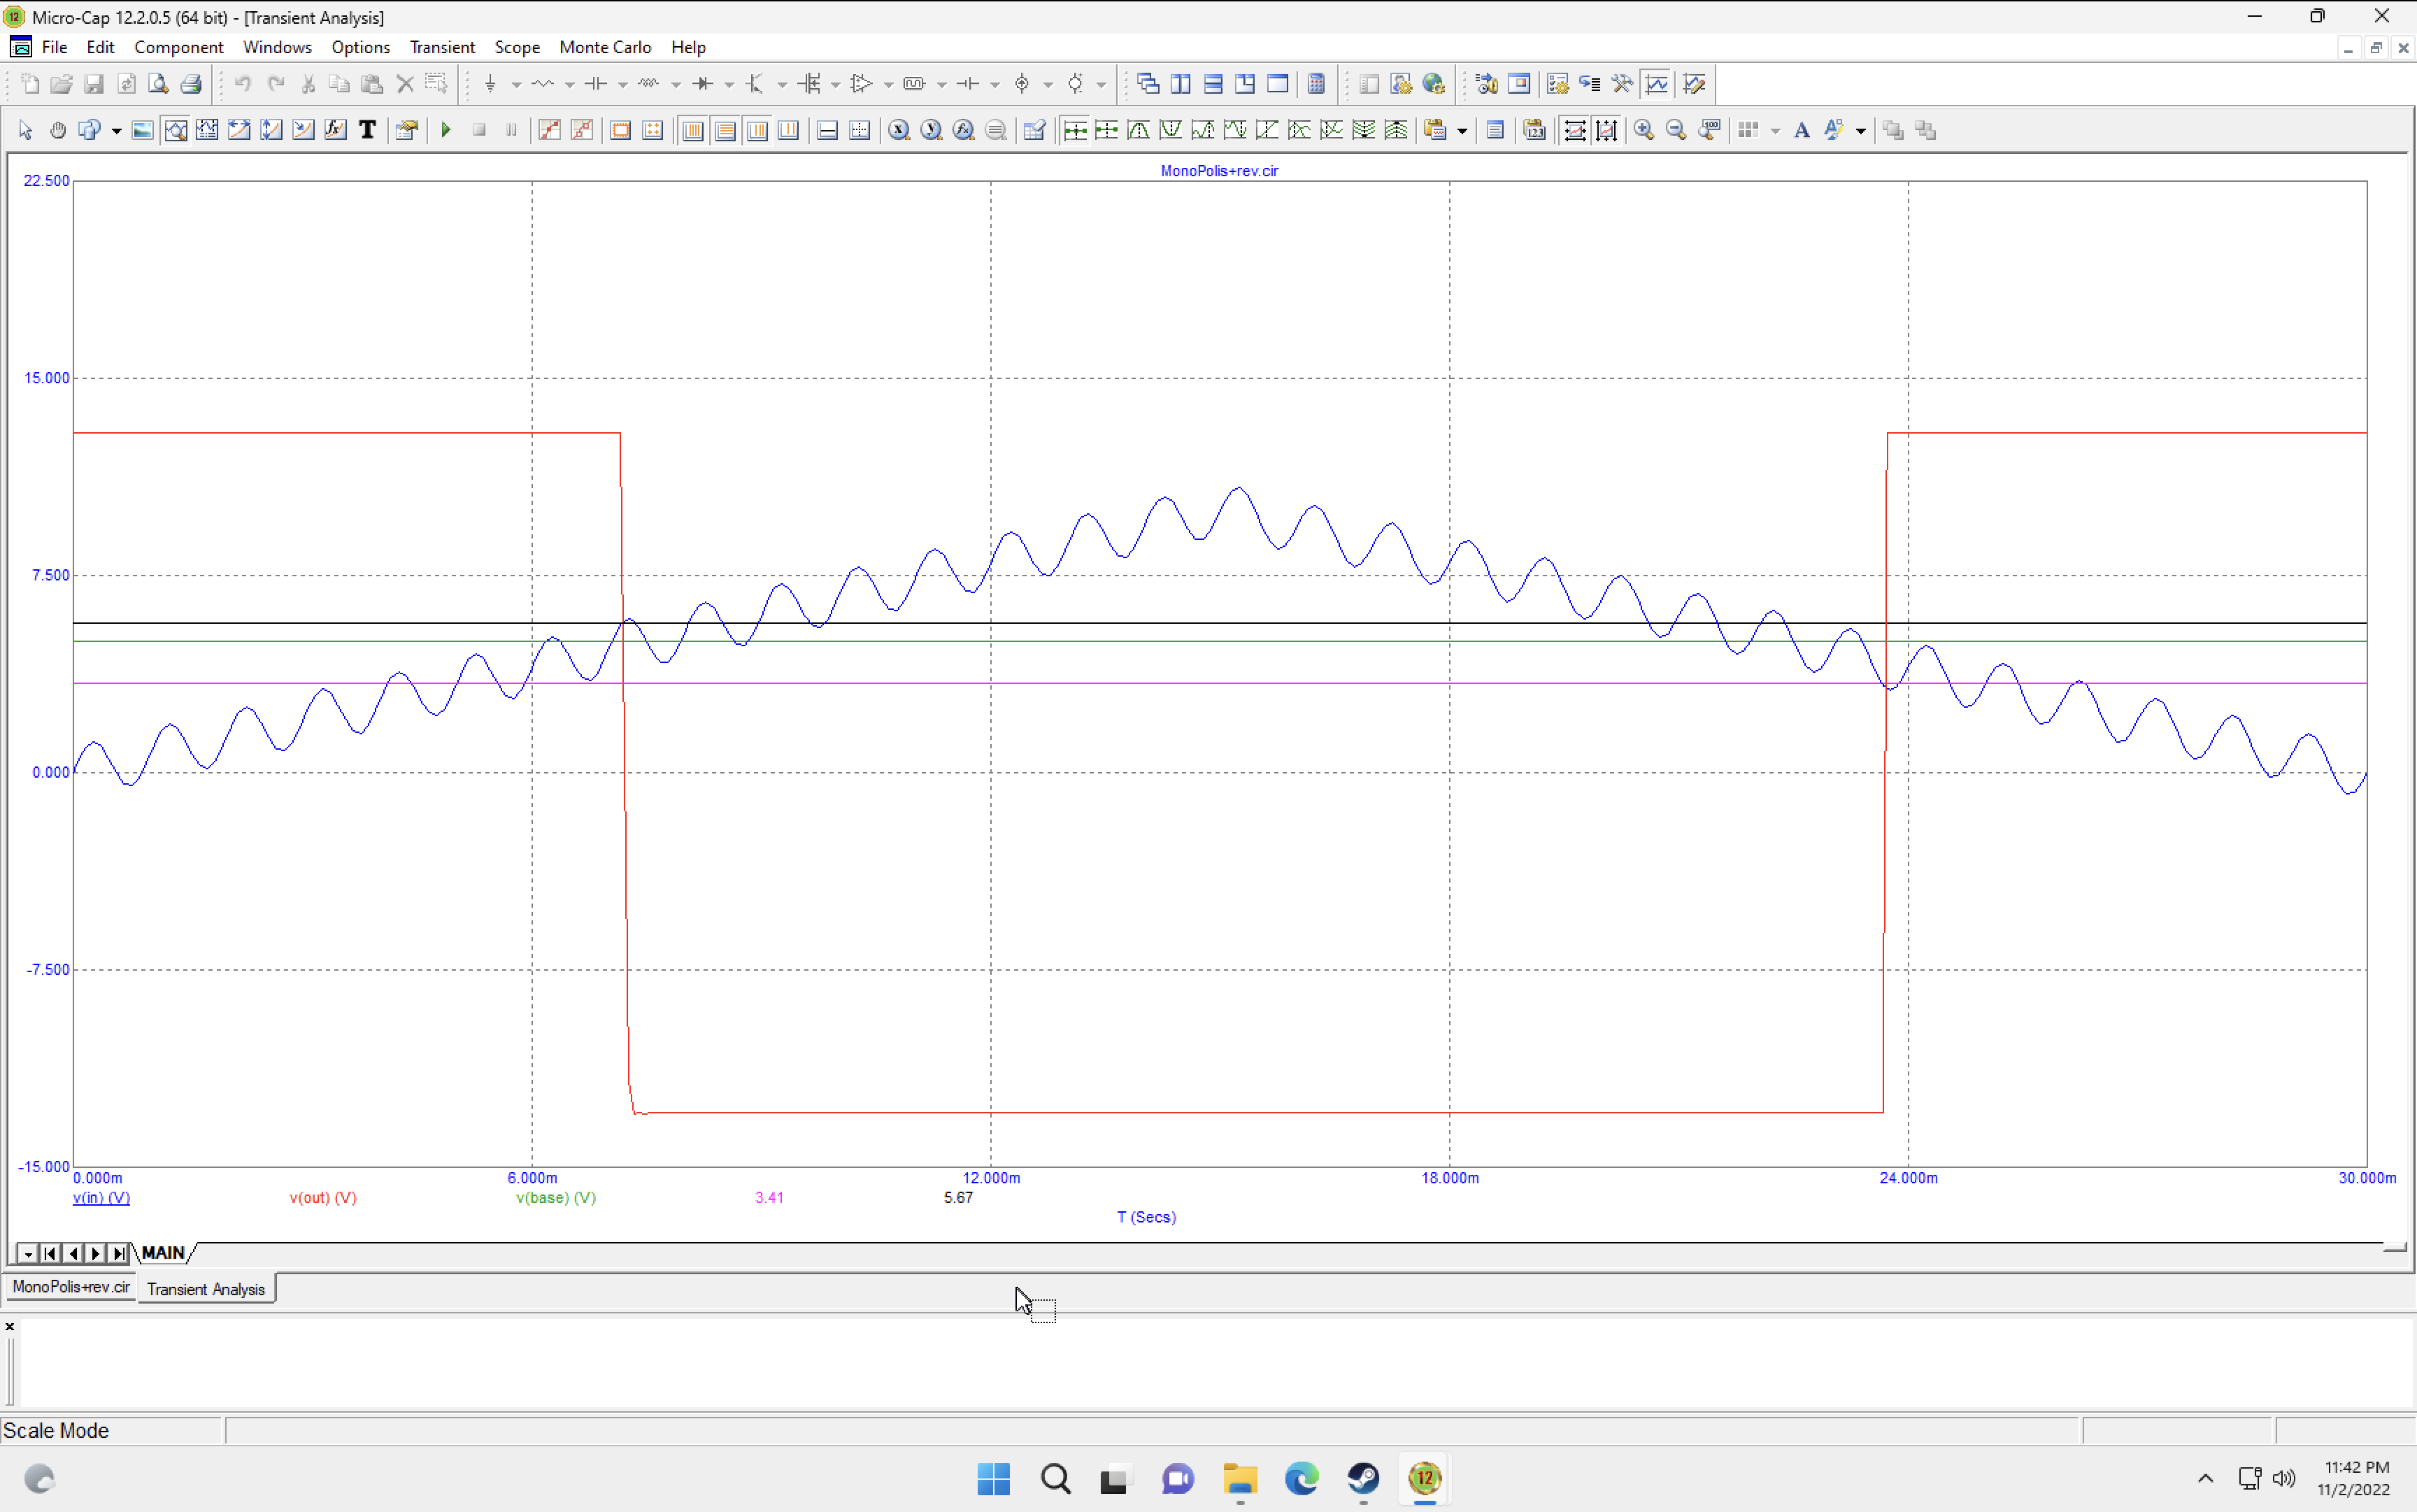 Micro-Cap 12.2.0.5 (64 bit) - [Transient Analysis]
File Edit Component Windows Options Transient Scope Monte Carlo Help
MonoPolis+rev.cir
22.500
15.000
7.500
0.000
-7.500
-15.000
0.000m 6.000m 12.000m 18.000m 24.000m 30.000m
v(in) (V) v(out) (V) v(base) (V) 3.41 5.67
T (Secs)
MAIN
MonoPolis+rev.cir Transient Analysis
Scale Mode
12
11:42 PM
11/2/2022